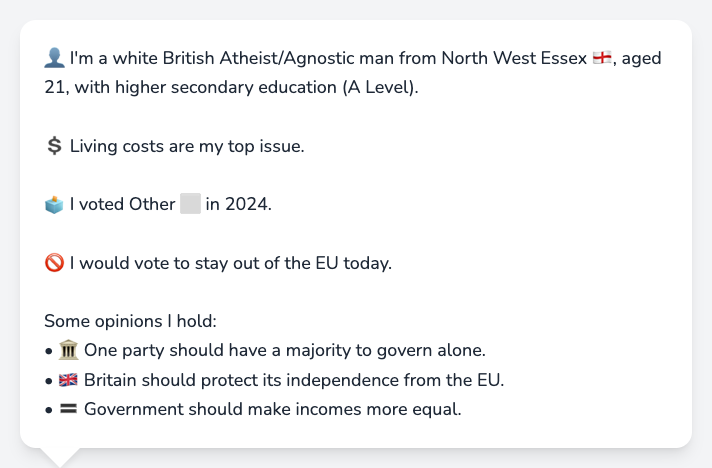 👤 I'm a white British Atheist/Agnostic man from North West Essex 🏴󠁧󠁢󠁥󠁮󠁧󠁿, aged
21, with higher secondary education (A Level).
💲 Living costs are my top issue.
🗳️ I voted Other ⬜ in 2024.
🚫 I would vote to stay out of the EU today.
Some opinions I hold:
• 🏛️ One party should have a majority to govern alone.
• 🇬🇧 Britain should protect its independence from the EU.
• 🟰 Government should make incomes more equal.